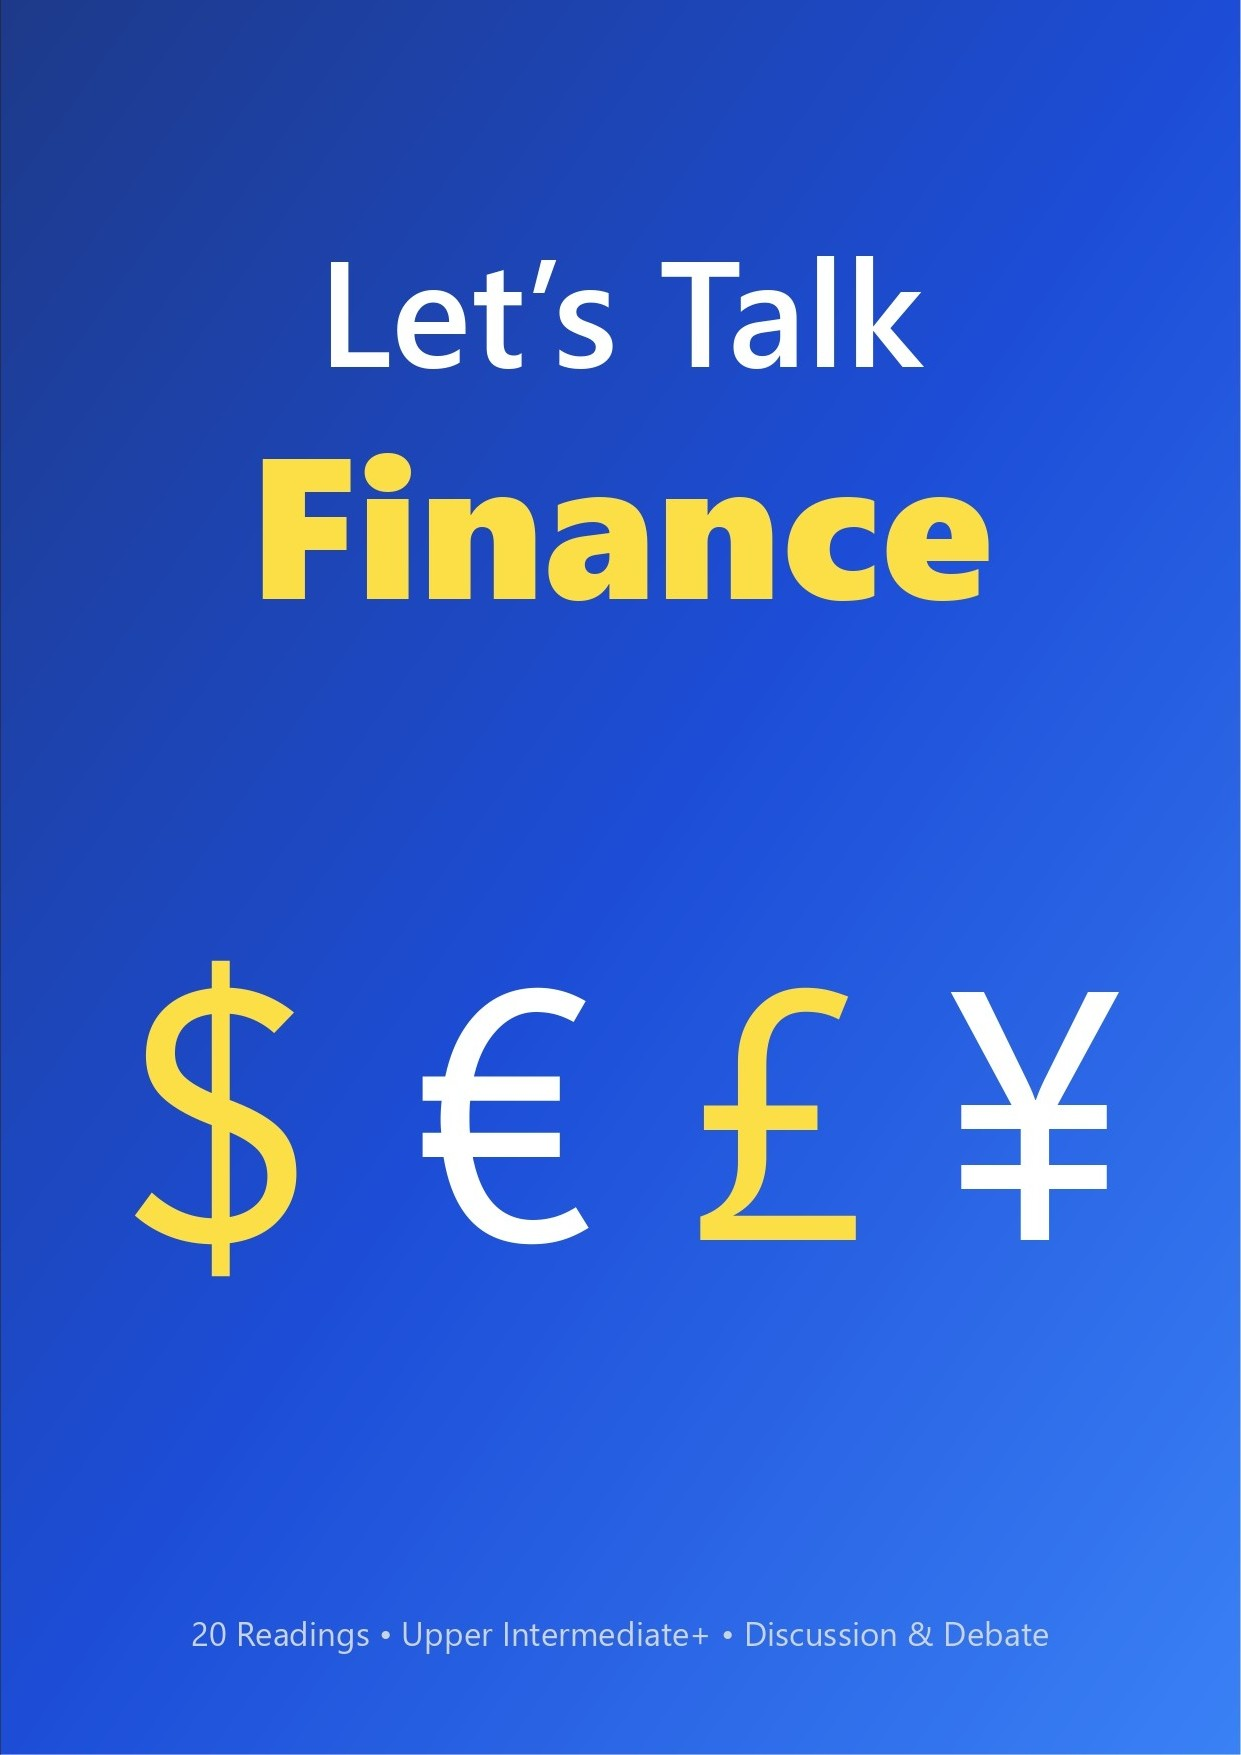 Let’s Talk
Finance
$ € £ ¥
20 Readings • Upper Intermediate+ • Discussion & Debate